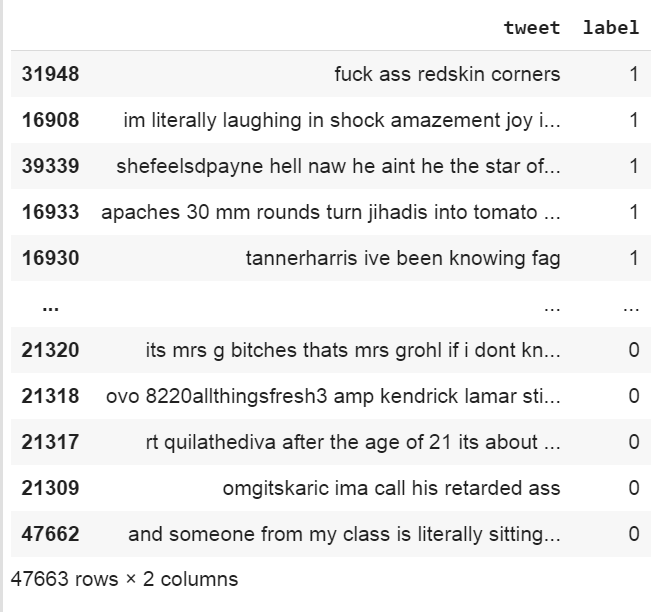 tweet label
31948 fuck ass redskin corners 1
16908 im literally laughing in shock amazement joy i... 1
39339 shefeelsdpayne hell naw he aint he the star of... 1
16933 apaches 30 mm rounds turn jihadis into tomato ... 1
16930 tannerharris ive been knowing fag 1
... ... ...
21320 its mrs g bitches thats mrs grohl if i dont kn... 0
21318 ovo 8220allthingsfresh3 amp kendrick lamar sti... 0
21317 rt quilathediva after the age of 21 its about ... 0
21309 omgitskaric ima call his retarded ass 0
47662 and someone from my class is literally sitting... 0
47663 rows × 2 columns